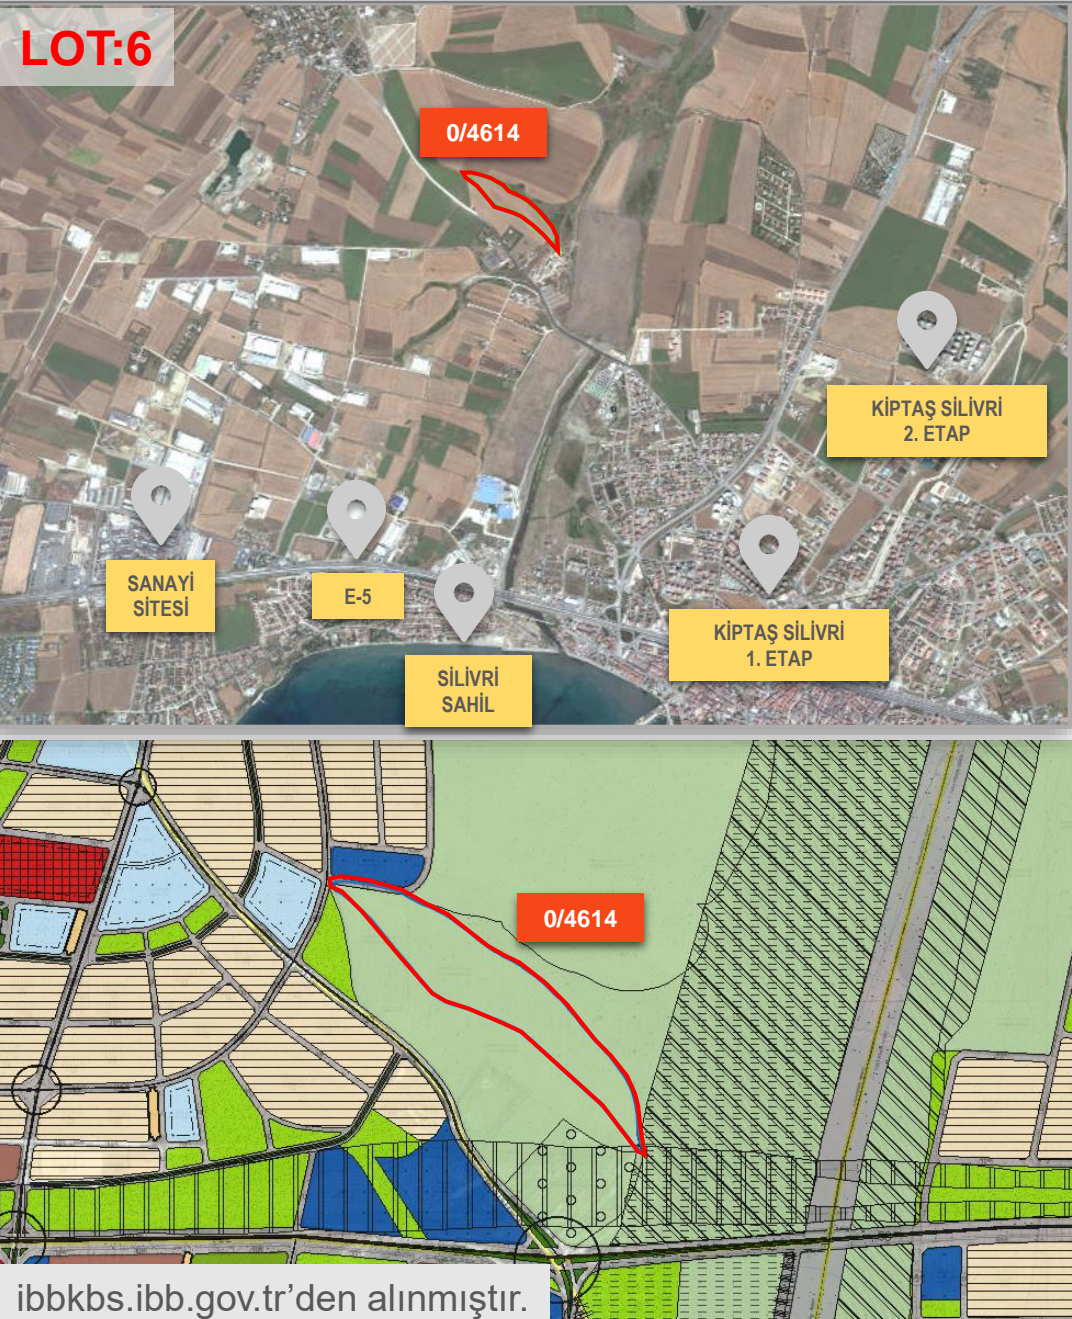 LOT:6
0/4614
KİPTAŞ SİLİVRİ
2. ETAP
SANAYİ
SİTESİ
E-5
KİPTAŞ SİLİVRİ
1. ETAP
SİLİVRİ
SAHİL
0/4614
ibbkbs.ibb.gov.tr’den alınmıştır.